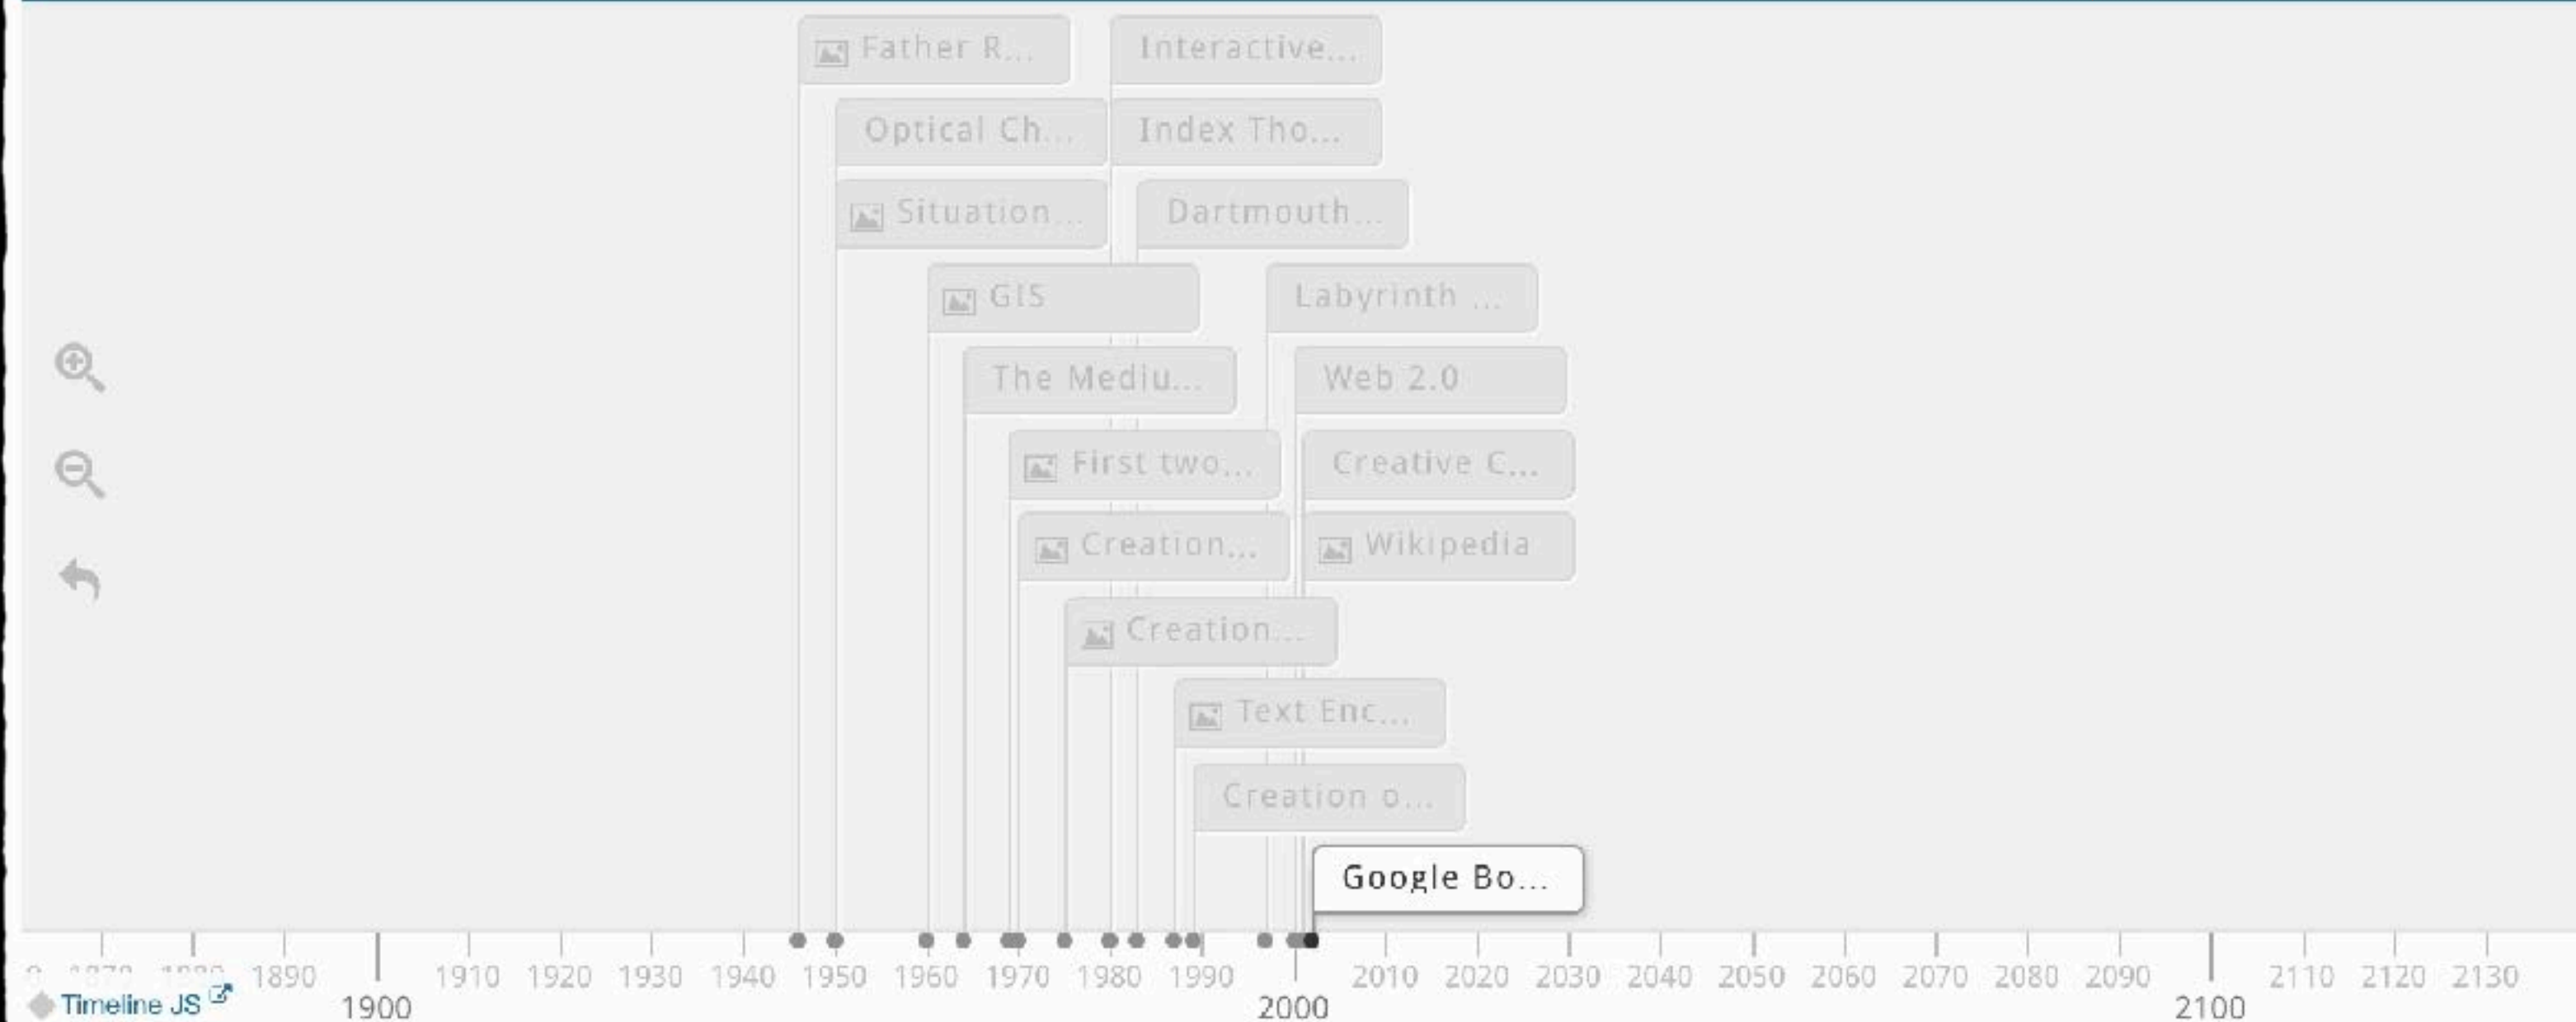 Father R...
Interactive...
Optical Ch...
Index Tho...
Situation...
Dartmouth...
GIS
Labyrinth ...
The Mediu...
Web 2.0
First two...
Creative C...
Creation...
Wikipedia
Creation...
Text Enc...
Creation o...
Google Bo...
1890 1910 1920 1930 1940 1950 1960 1970 1980 1990 2010 2020 2030 2040 2050 2060 2070 2080 2090 2110 2120 2130
Timeline JS 1900 2000 2100